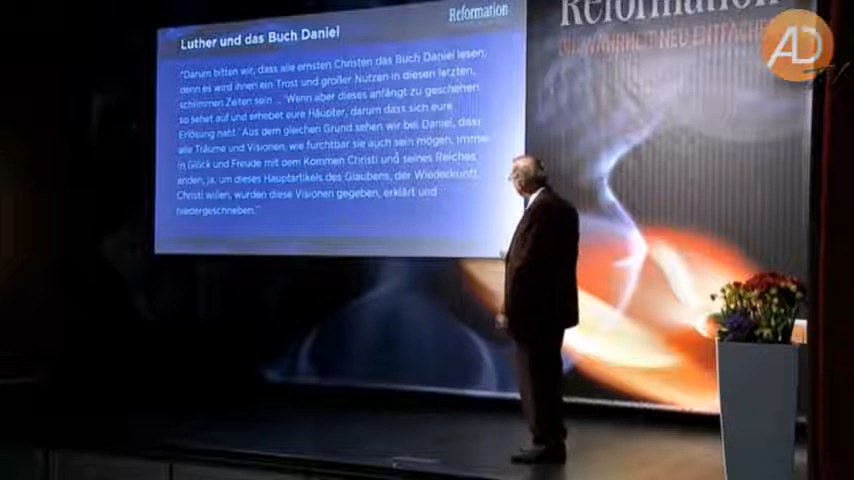 Reformation
Luther und das Buch Daniel
"Darum bitten wir, dass alle ernsten Christen das Buch Daniel lesen,
denn es wird ihnen ein Trost und großer Nutzen in diesen letzten,
schlimmen Zeiten sein ... "Wenn aber dieses anfängt zu geschehen
so sehet auf und erhebet eure Häupter, darum dass sich eure
Erlösung naht." Aus dem gleichen Grund sehen wir bei Daniel, dass
alle Träume und Visionen, wie furchtbar sie auch sein mögen, immer
in Glück und Freude mit dem Kommen Christi und seines Reiches
enden, ja, um dieses Hauptartikels des Glaubens, der Wiederkunft
Christi willen, wurden diese Visionen gegeben, erklärt und
niedergeschrieben."
Reformation
DIE WAHRHEIT NEU ENTFACHT
AD
TV